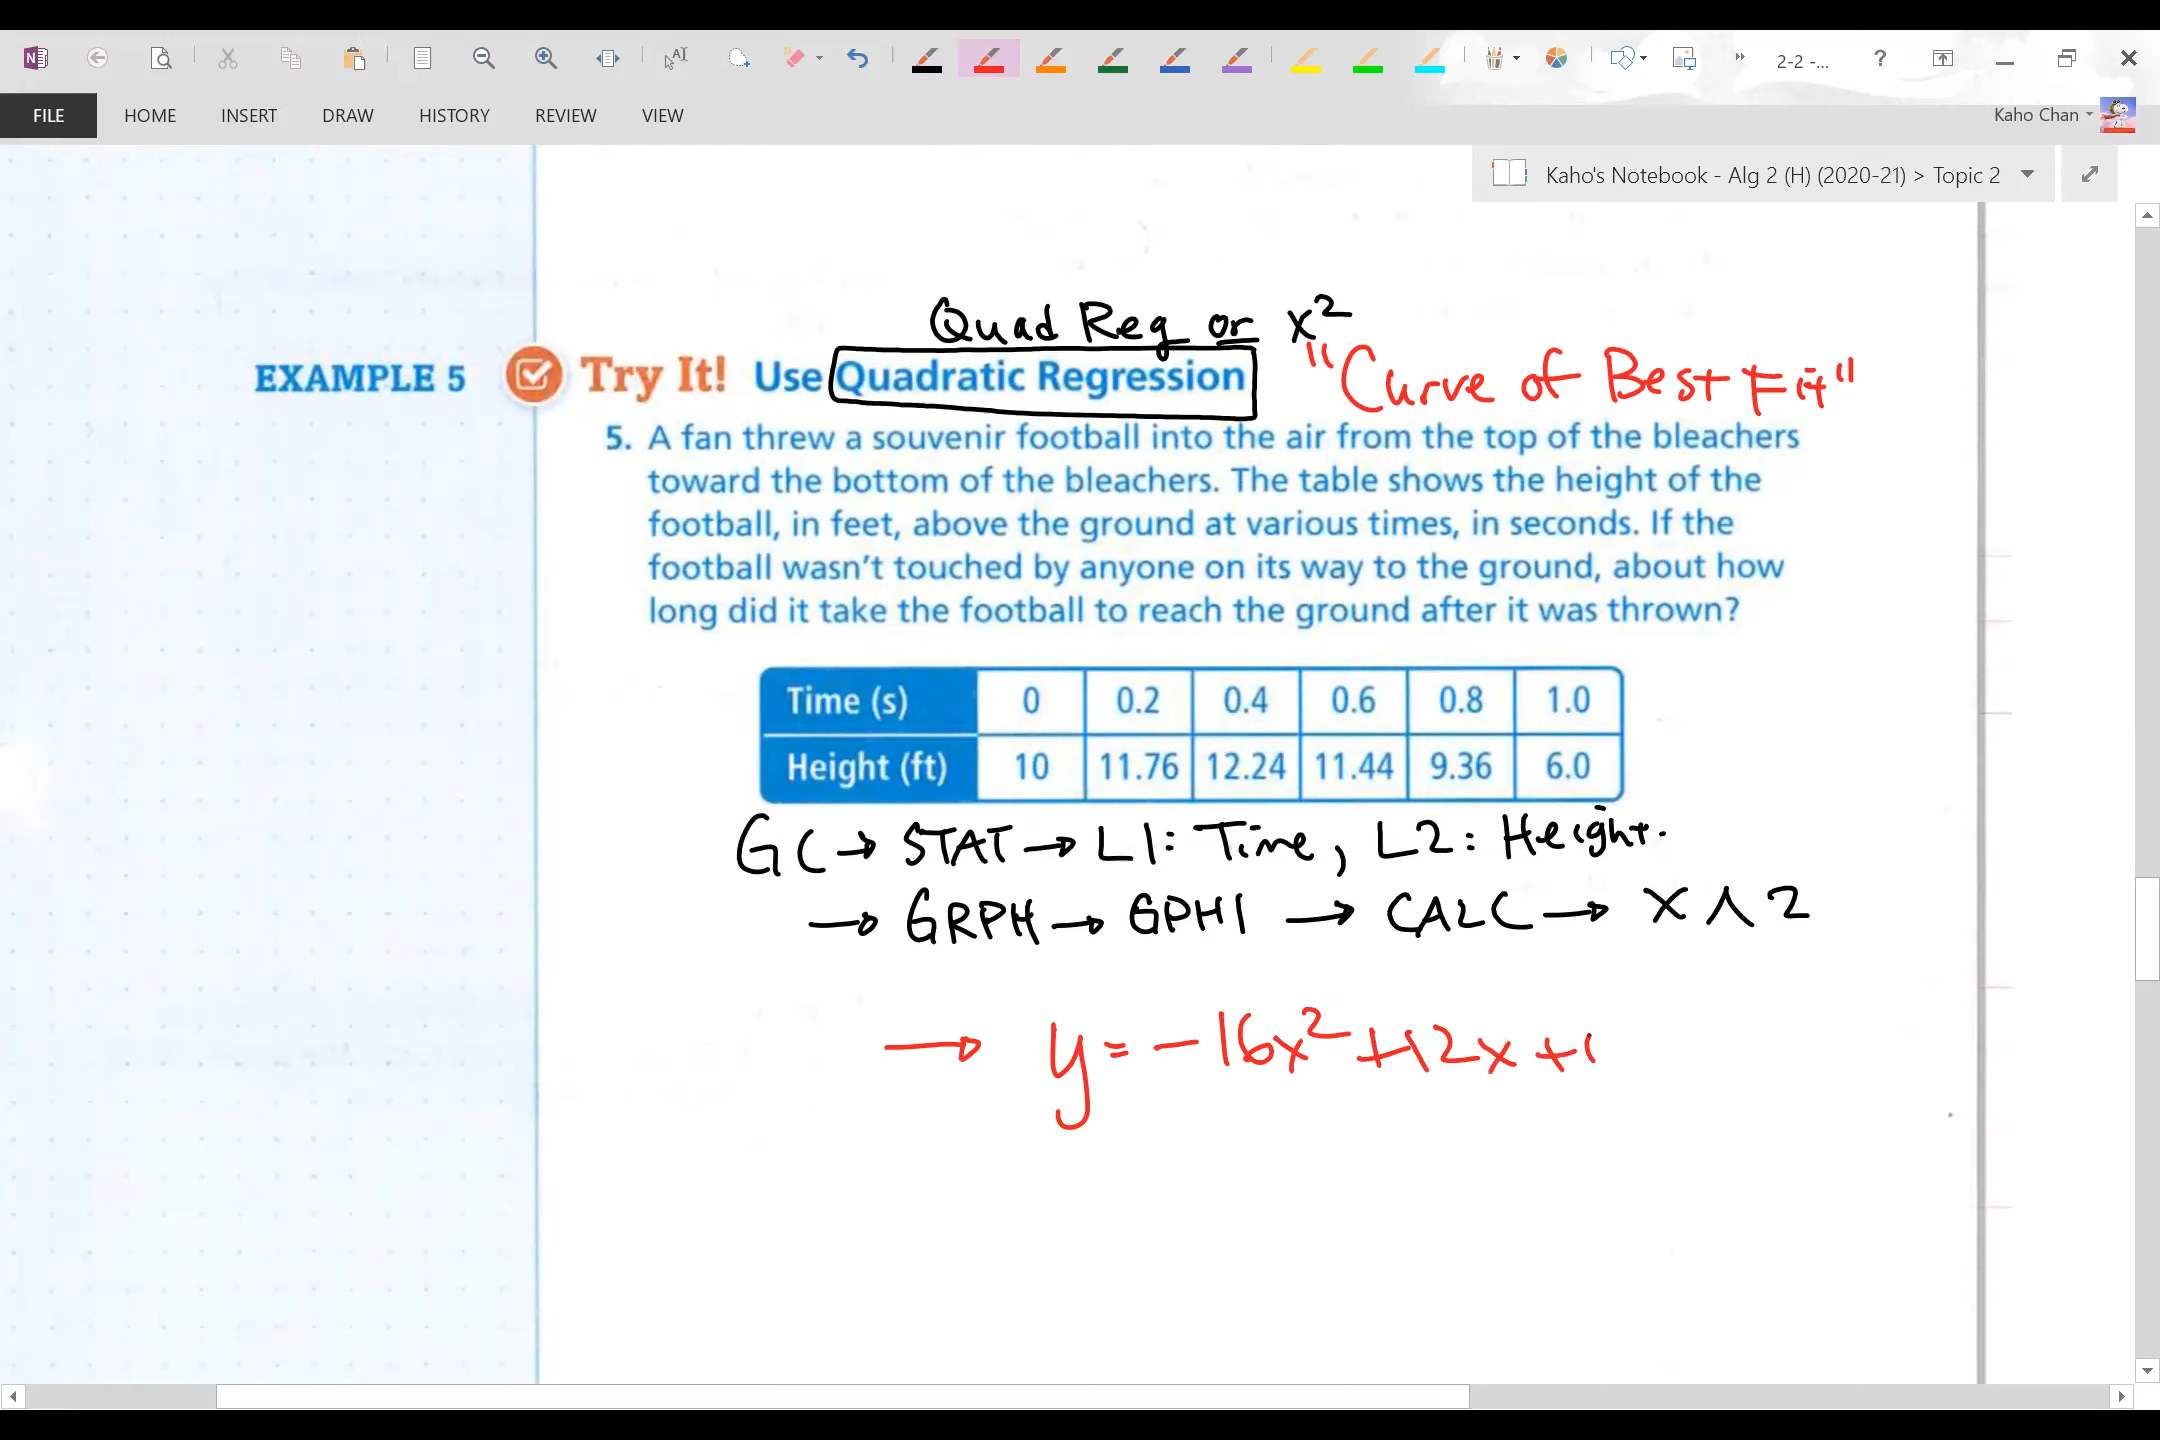 2-2 -...
FILE HOME INSERT DRAW HISTORY REVIEW VIEW
Kaho Chan
Kaho's Notebook - Alg 2 (H) (2020-21) > Topic 2
Quad Reg or x²
EXAMPLE 5 Try It! Use Quadratic Regression "Curve of Best Fit"
5. A fan threw a souvenir football into the air from the top of the bleachers
toward the bottom of the bleachers. The table shows the height of the
football, in feet, above the ground at various times, in seconds. If the
football wasn't touched by anyone on its way to the ground, about how
long did it take the football to reach the ground after it was thrown?
Time (s) 0 0.2 0.4 0.6 0.8 1.0
Height (ft) 10 11.76 12.24 11.44 9.36 6.0
GC → STAT → L1: Time, L2: Height.
→ GRPH → GPH1 → CALC → X^2
→ y = -16x² +12x +1